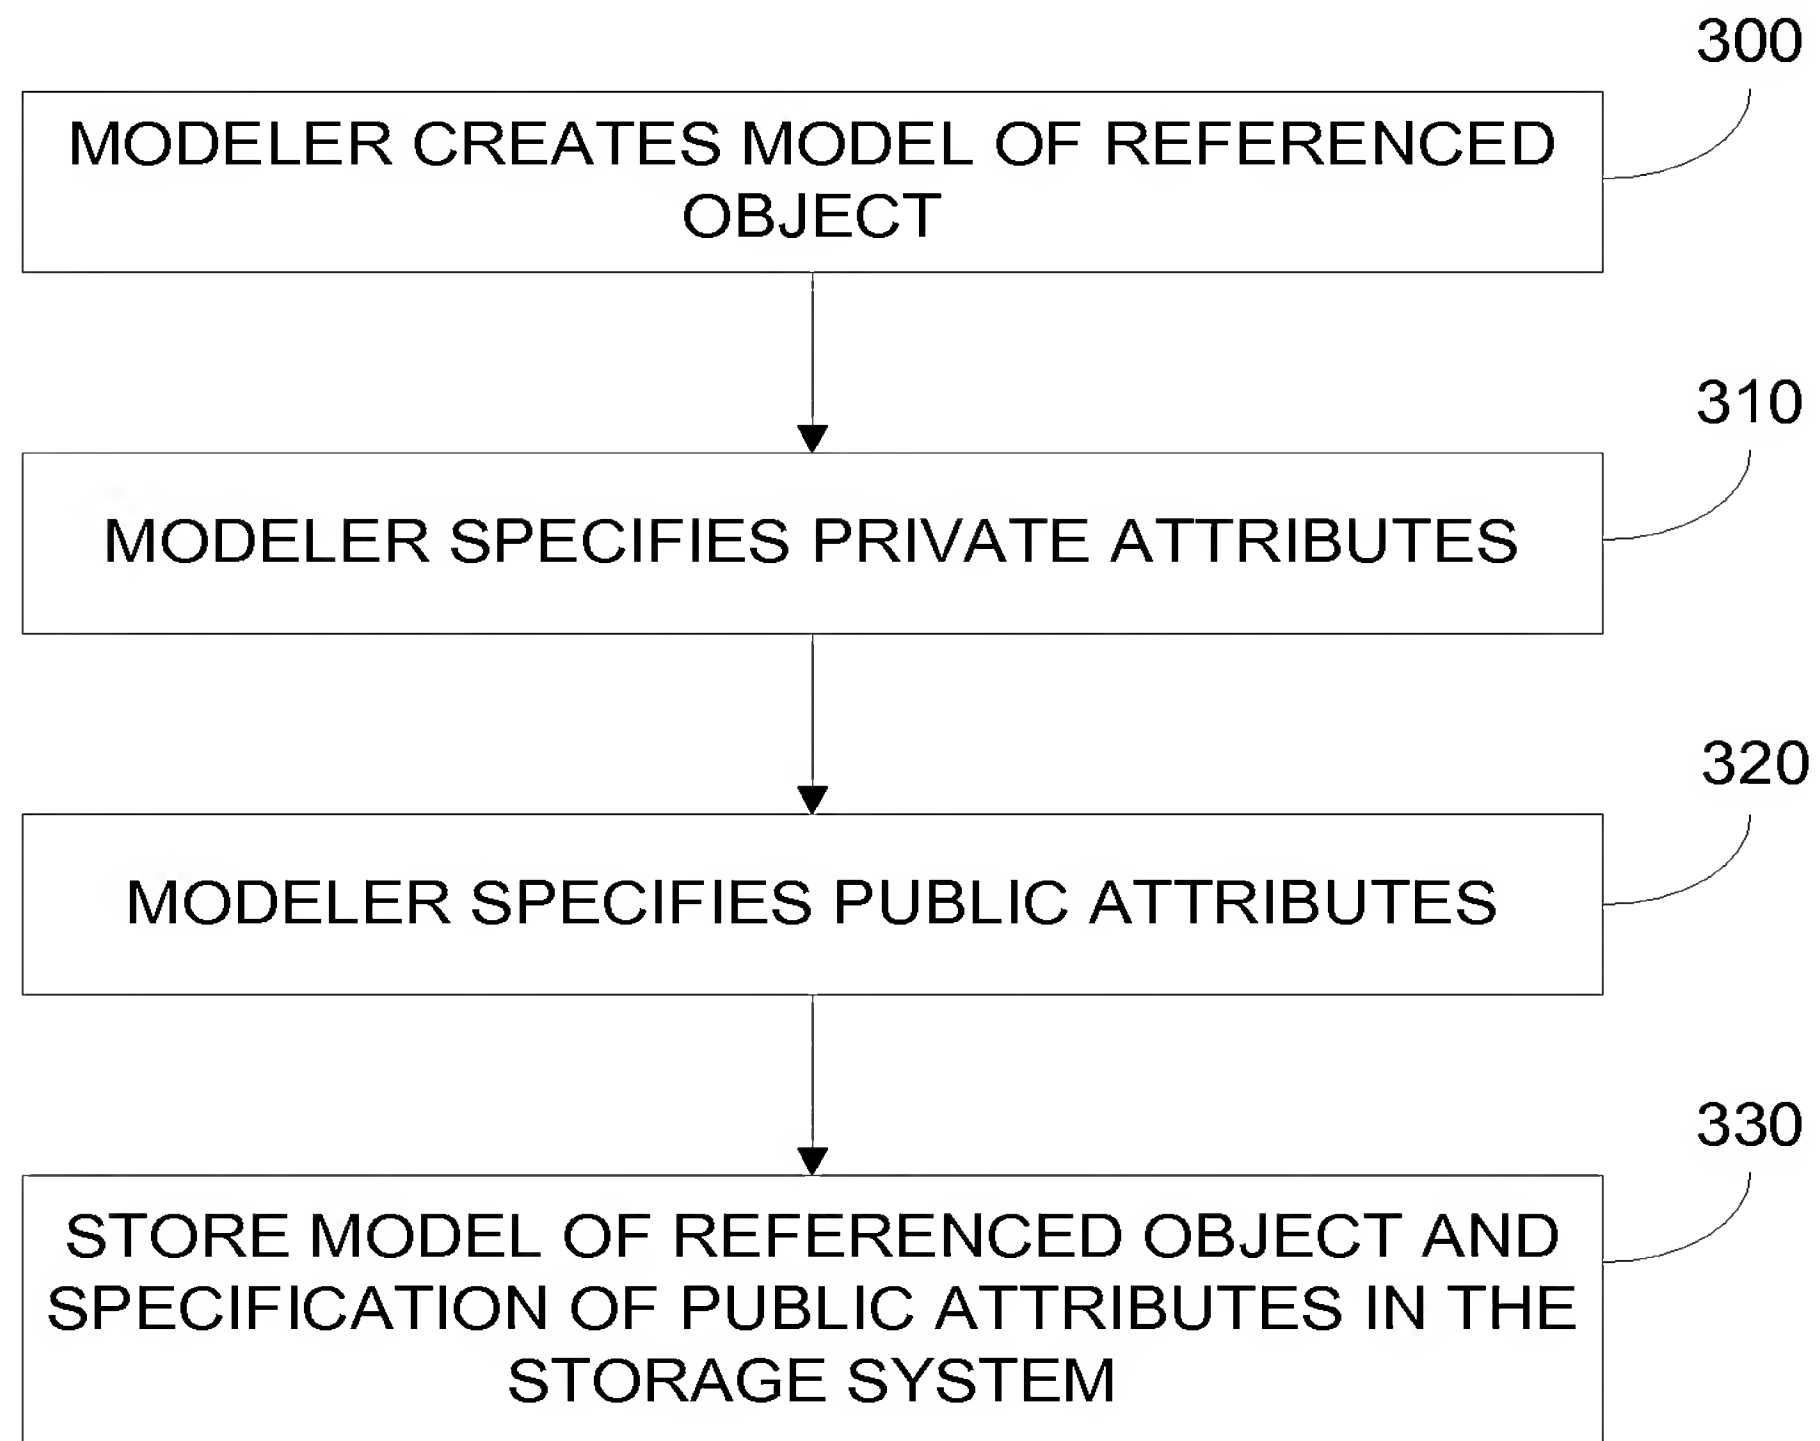 300
MODELER CREATES MODEL OF REFERENCED
OBJECT
310
MODELER SPECIFIES PRIVATE ATTRIBUTES
320
MODELER SPECIFIES PUBLIC ATTRIBUTES
330
STORE MODEL OF REFERENCED OBJECT AND
SPECIFICATION OF PUBLIC ATTRIBUTES IN THE
STORAGE SYSTEM